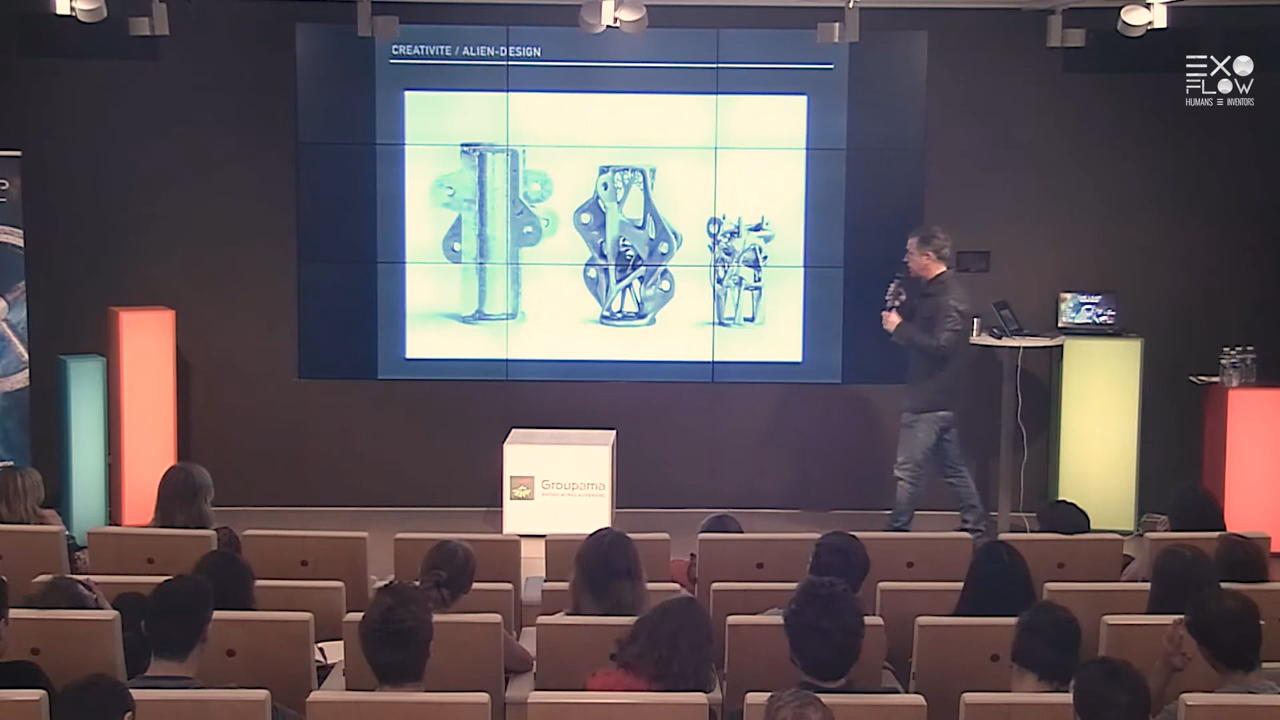 CREATIVITE / ALIEN-DESIGN
EXO
FLOW
HUMANS ≡ INVENTORS
Groupama